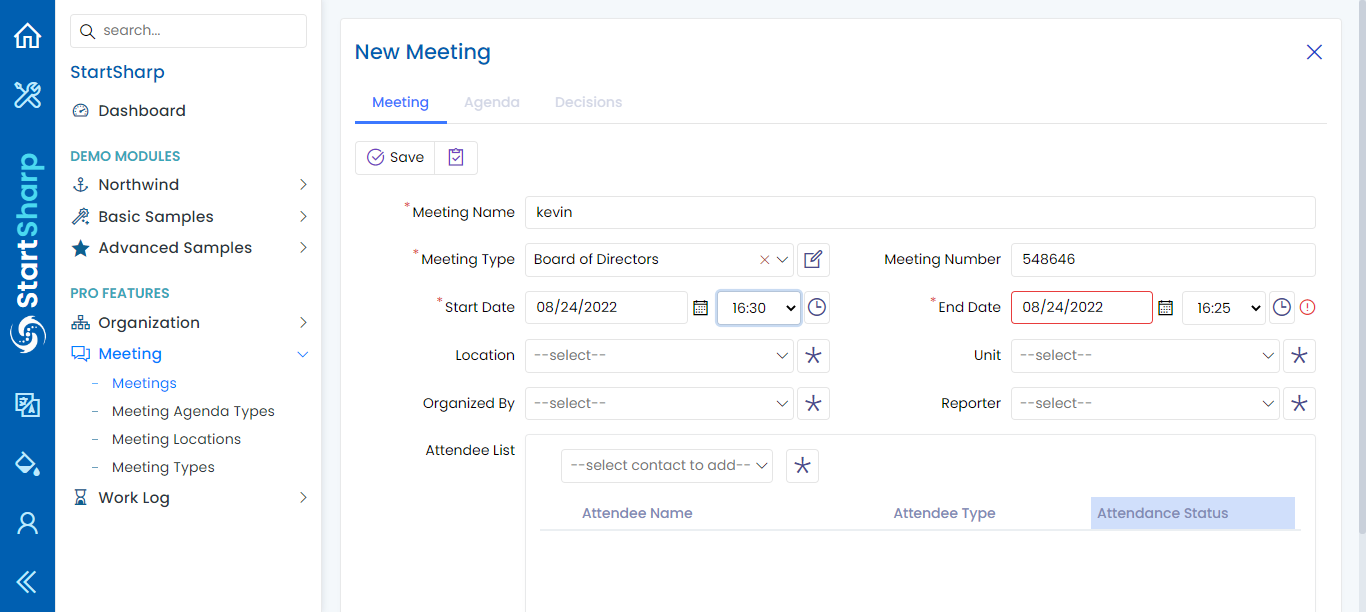 search...
StartSharp
Dashboard
DEMO MODULES
Northwind
Basic Samples
Advanced Samples
PRO FEATURES
Organization
Meeting
Meetings
Meeting Agenda Types
Meeting Locations
Meeting Types
Work Log
StartSharp
New Meeting
Meeting Agenda Decisions
Save
*Meeting Name kevin
*Meeting Type Board of Directors Meeting Number 548646
*Start Date 08/24/2022 16:30 *End Date 08/24/2022 16:25
Location --select-- Unit --select--
Organized By --select-- Reporter --select--
Attendee List --select contact to add--
Attendee Name Attendee Type Attendance Status